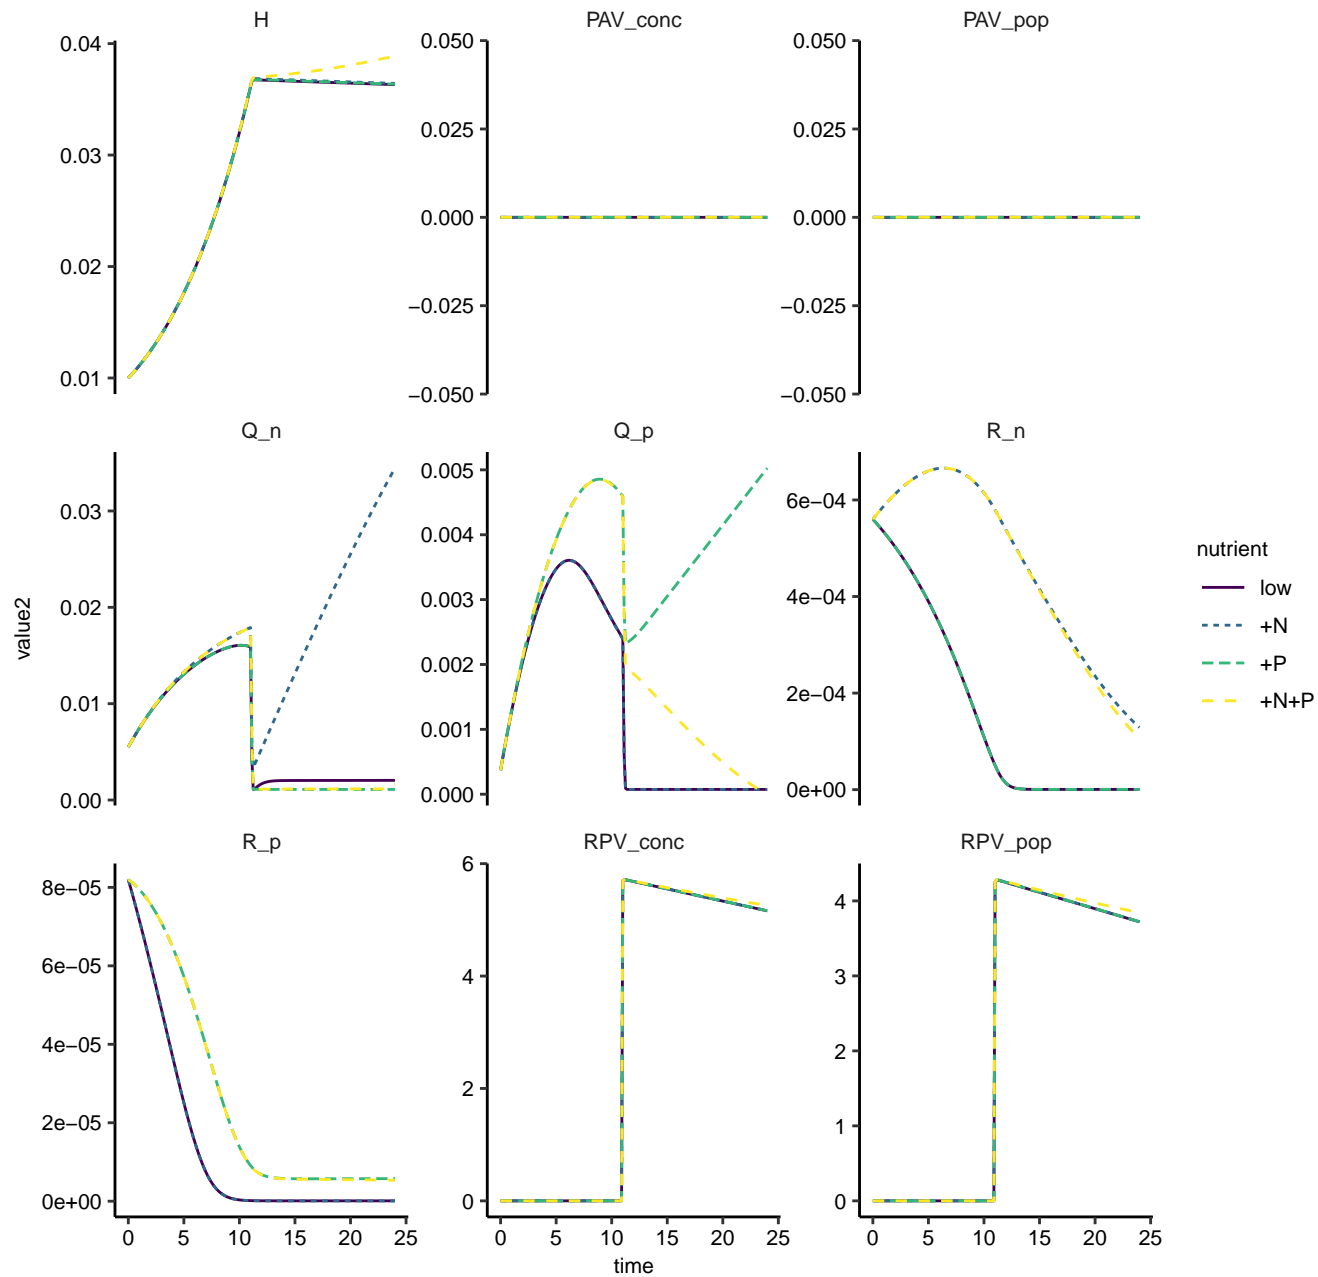 H
PAV_conc
PAV_pop
0.04
0.03
0.02
0.01
0.050
0.025
0.000
−0.025
−0.050
0.050
0.025
0.000
−0.025
−0.050
Q_n
Q_p
R_n
0.03
0.02
0.01
0.00
0.005
0.004
0.003
0.002
0.001
0.000
6e−04
4e−04
2e−04
0e+00
R_p
RPV_conc
RPV_pop
8e−05
6e−05
4e−05
2e−05
0e+00
6
4
2
0
4
3
2
1
0
0 5 10 15 20 25
0 5 10 15 20 25
0 5 10 15 20 25
time
value2
nutrient
low
+N
+P
+N+P